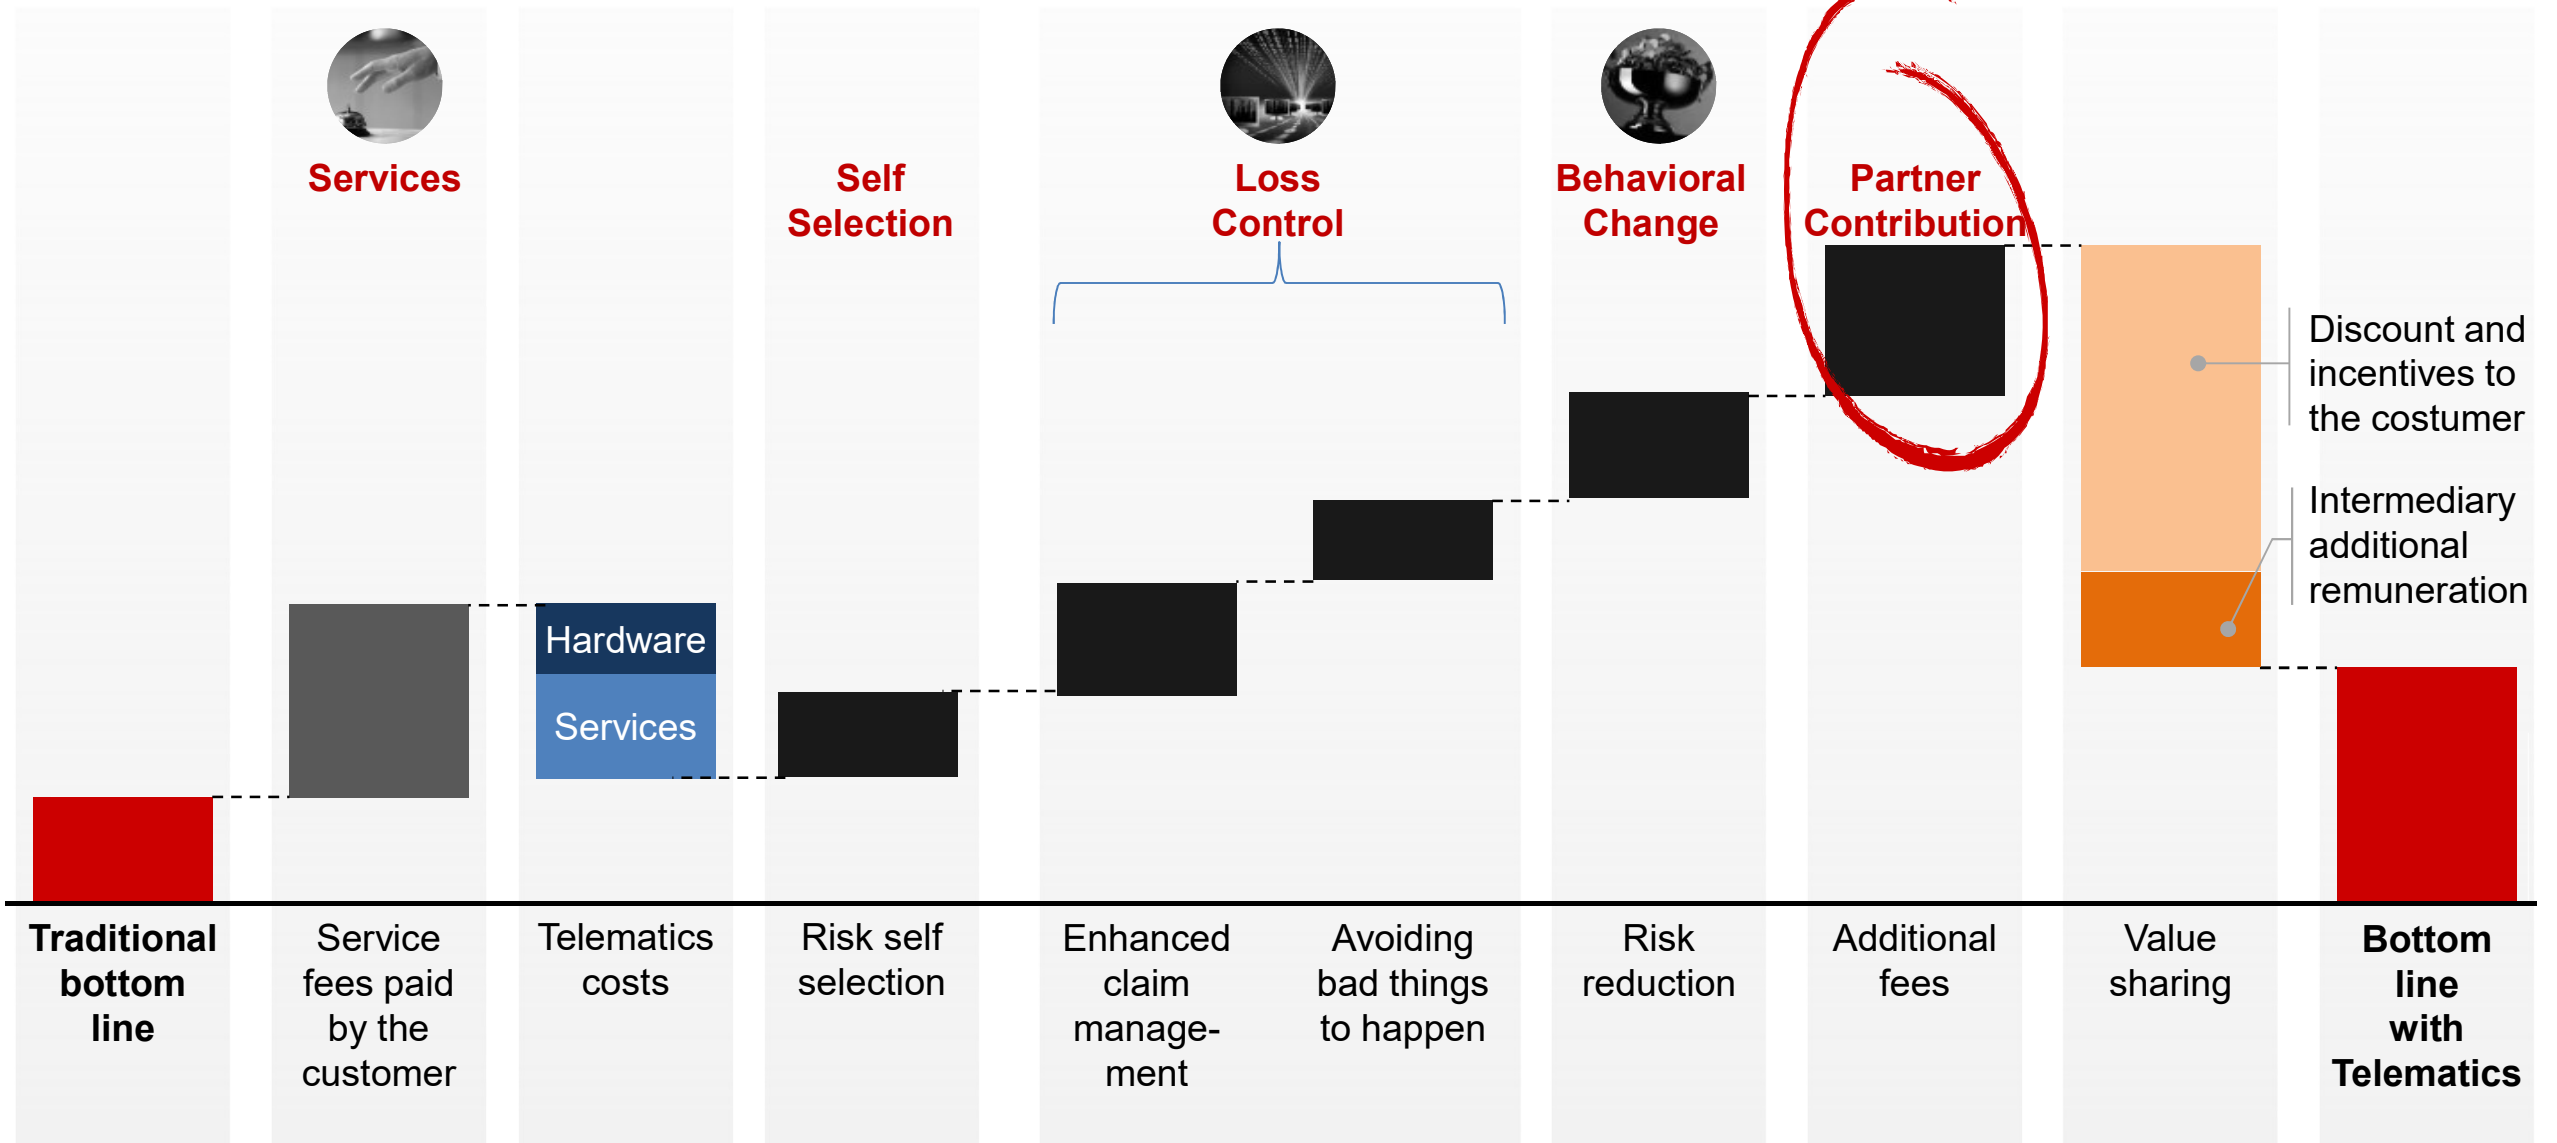 Services
Self
Selection
Loss
Control
Behavioral
Change
Partner
Contribution
Hardware
Services
Discount and
incentives to
the costumer
Intermediary
additional
remuneration
Traditional
bottom
line
Service
fees paid
by the
customer
Telematics
costs
Risk self
selection
Enhanced
claim
manage-
ment
Avoiding
bad things
to happen
Risk
reduction
Additional
fees
Value
sharing
Bottom
line
with
Telematics